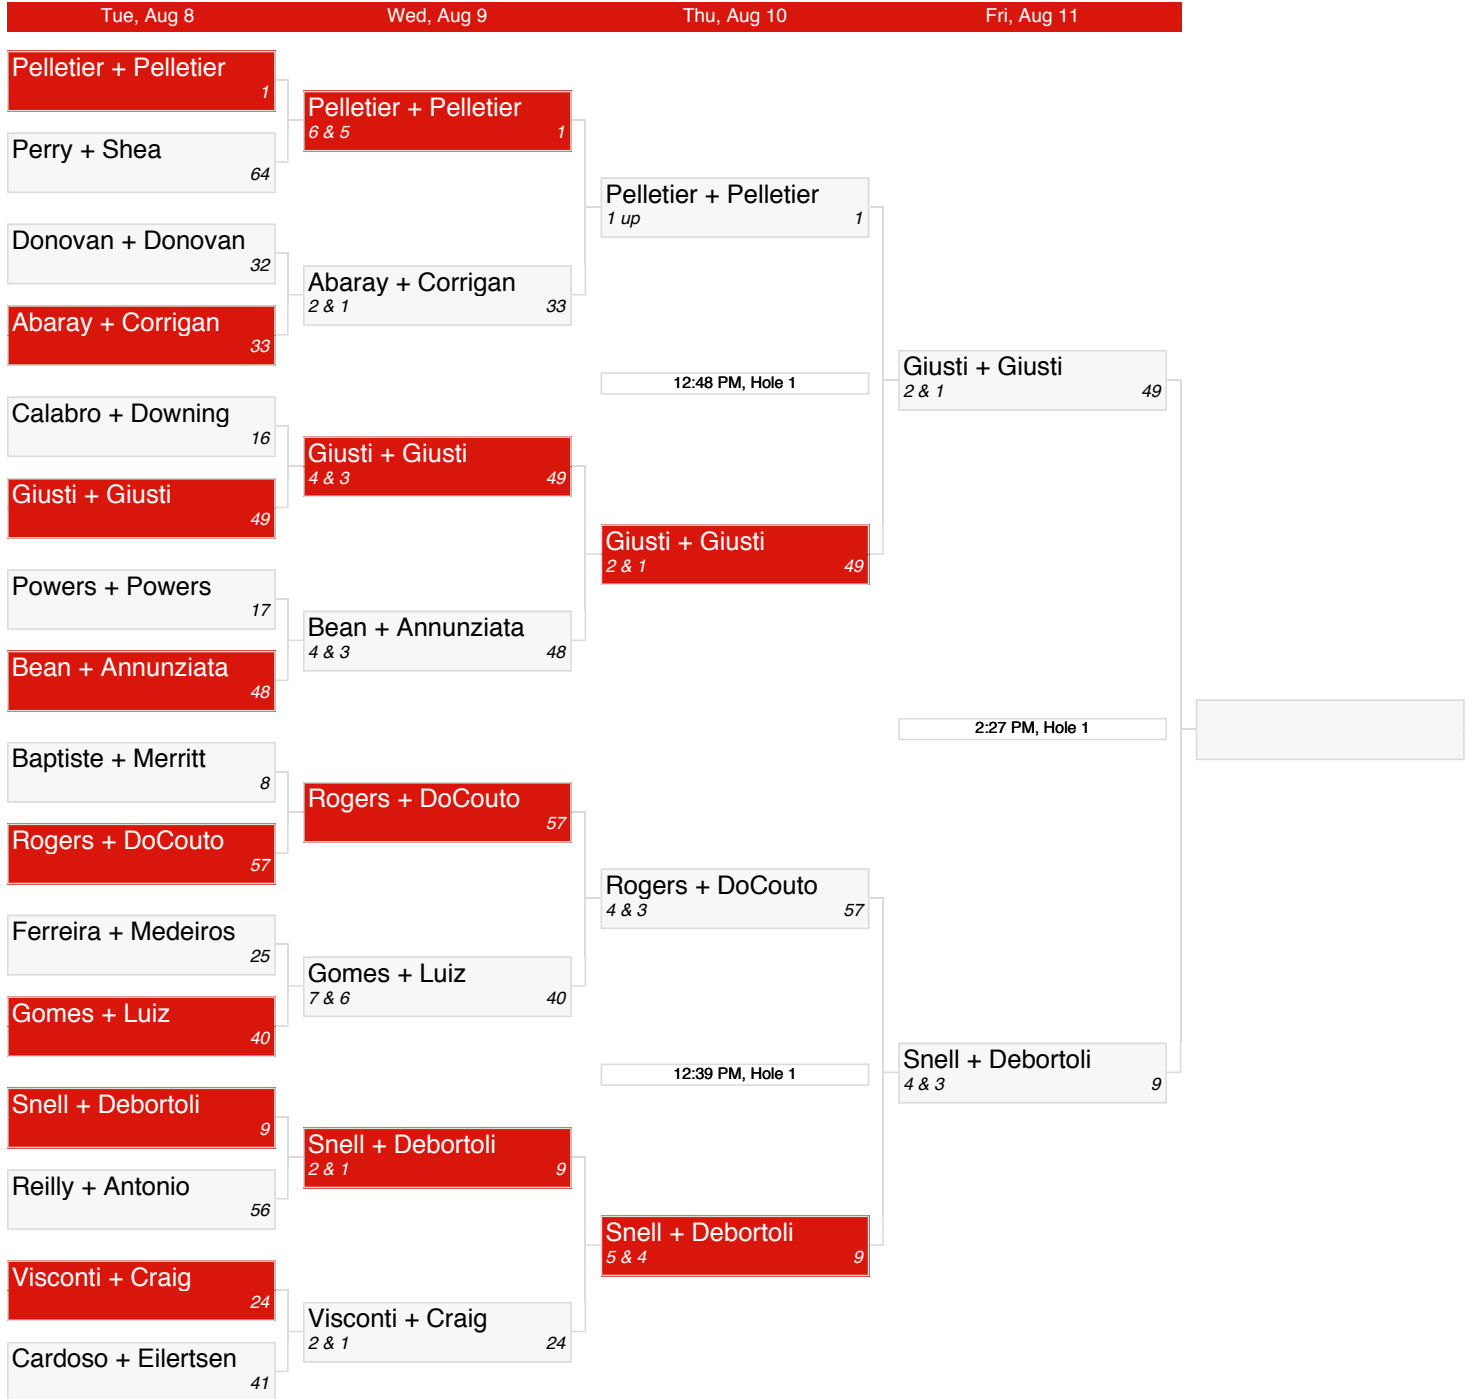 Tue, Aug 8
Wed, Aug 9
Thu, Aug 10
Fri, Aug 11
Pelletier + Pelletier
1
Perry + Shea
64
Donovan + Donovan
32
Abaray + Corrigan
33
Calabro + Downing
16
Giusti + Giusti
49
Powers + Powers
17
Bean + Annunziata
48
Baptiste + Merritt
8
Rogers + DoCouto
57
Ferreira + Medeiros
25
Gomes + Luiz
40
Snell + Debortoli
9
Reilly + Antonio
56
Visconti + Craig
24
Cardoso + Eilertsen
41
Pelletier + Pelletier
6 & 5 1
Abaray + Corrigan
2 & 1 33
Giusti + Giusti
4 & 3 49
Bean + Annunziata
4 & 3 48
Rogers + DoCouto
57
Gomes + Luiz
7 & 6 40
Snell + Debortoli
2 & 1 9
Visconti + Craig
2 & 1 24
Pelletier + Pelletier
1 up 1
12:48 PM, Hole 1
Giusti + Giusti
2 & 1 49
Rogers + DoCouto
4 & 3 57
12:39 PM, Hole 1
Snell + Debortoli
5 & 4 9
Giusti + Giusti
2 & 1 49
2:27 PM, Hole 1
Snell + Debortoli
4 & 3 9